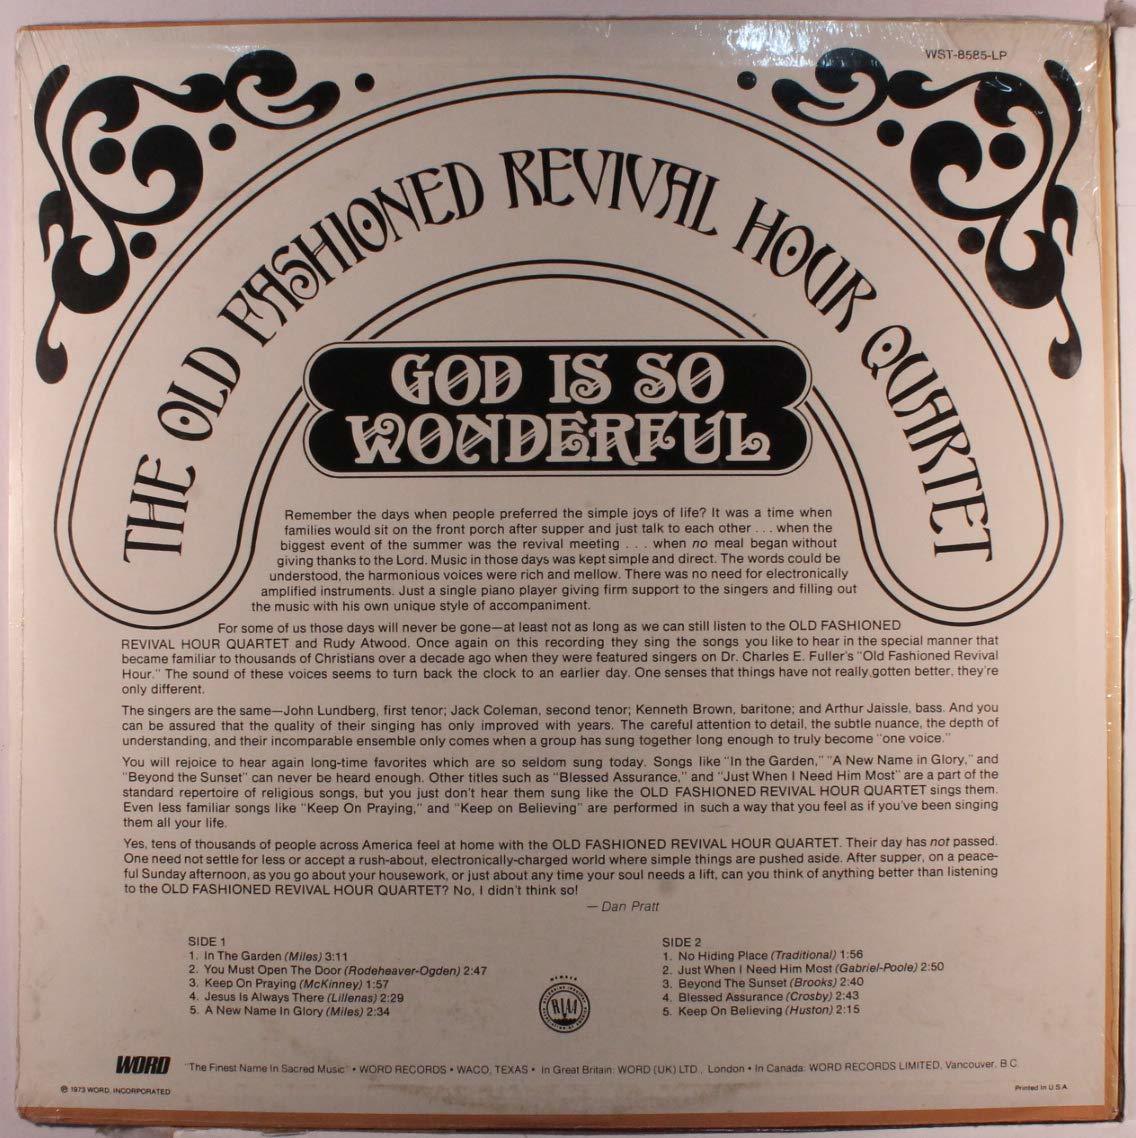 WST-8585-LP
THE OLD FASHIONED REVIVAL HOUR QUARTET
GOD IS SO
WONDERFUL
Remember the days when people preferred the simple joys of life? It was a time when
families would sit on the front porch after supper and just talk to each other . . . when the
biggest event of the summer was the revival meeting . . . when no meal began without
giving thanks to the Lord. Music in those days was kept simple and direct. The words could be
understood, the harmonious voices were rich and mellow. There was no need for electronically
amplified instruments. Just a single piano player giving firm support to the singers and filling out
the music with his own unique style of accompaniment.
For some of us those days will never be gone—at least not as long as we can still listen to the OLD FASHIONED
REVIVAL HOUR QUARTET and Rudy Atwood. Once again on this recording they sing the songs you like to hear in the special manner that
became familiar to thousands of Christians over a decade ago when they were featured singers on Dr. Charles E. Fuller's "Old Fashioned Revival
Hour." The sound of these voices seems to turn back the clock to an earlier day. One senses that things have not really gotten better, they're
only different.
The singers are the same—John Lundberg, first tenor; Jack Coleman, second tenor; Kenneth Brown, baritone; and Arthur Jaissle, bass. And you
can be assured that the quality of their singing has only improved with years. The careful attention to detail, the subtle nuance, the depth of
understanding, and their incomparable ensemble only comes when a group has sung together long enough to truly become "one voice."
You will rejoice to hear again long-time favorites which are so seldom sung today. Songs like "In the Garden," "A New Name in Glory," and
"Beyond the Sunset" can never be heard enough. Other titles such as "Blessed Assurance," and "Just When I Need Him Most" are a part of the
standard repertoire of religious songs, but you just don't hear them sung like the OLD FASHIONED REVIVAL HOUR QUARTET sings them.
Even less familiar songs like "Keep On Praying," and "Keep on Believing" are performed in such a way that you feel as if you've been singing
them all your life.
Yes, tens of thousands of people across America feel at home with the OLD FASHIONED REVIVAL HOUR QUARTET. Their day has not passed.
One need not settle for less or accept a rush-about, electronically-charged world where simple things are pushed aside. After supper, on a peace-
ful Sunday afternoon, as you go about your housework, or just about any time your soul needs a lift, can you think of anything better than listening
to the OLD FASHIONED REVIVAL HOUR QUARTET? No, I didn't think so!
— Dan Pratt
SIDE 1
1. In The Garden (Miles) 3:11
2. You Must Open The Door (Rodeheaver-Ogden) 2:47
3. Keep On Praying (McKinney) 1:57
4. Jesus Is Always There (Lillenas) 2:29
5. A New Name In Glory (Miles) 2:34
SIDE 2
1. No Hiding Place (Traditional) 1:56
2. Just When I Need Him Most (Gabriel-Poole) 2:50
3. Beyond The Sunset (Brooks) 2:40
4. Blessed Assurance (Crosby) 2:43
5. Keep On Believing (Huston) 2:15
MEMBER
RIAA
WORD "The Finest Name In Sacred Music" • WORD RECORDS • WACO, TEXAS • In Great Britain: WORD (UK) LTD., London • In Canada: WORD RECORDS LIMITED, Vancouver, B.C.
℗ 1973 WORD, INCORPORATED
Printed in U.S.A.